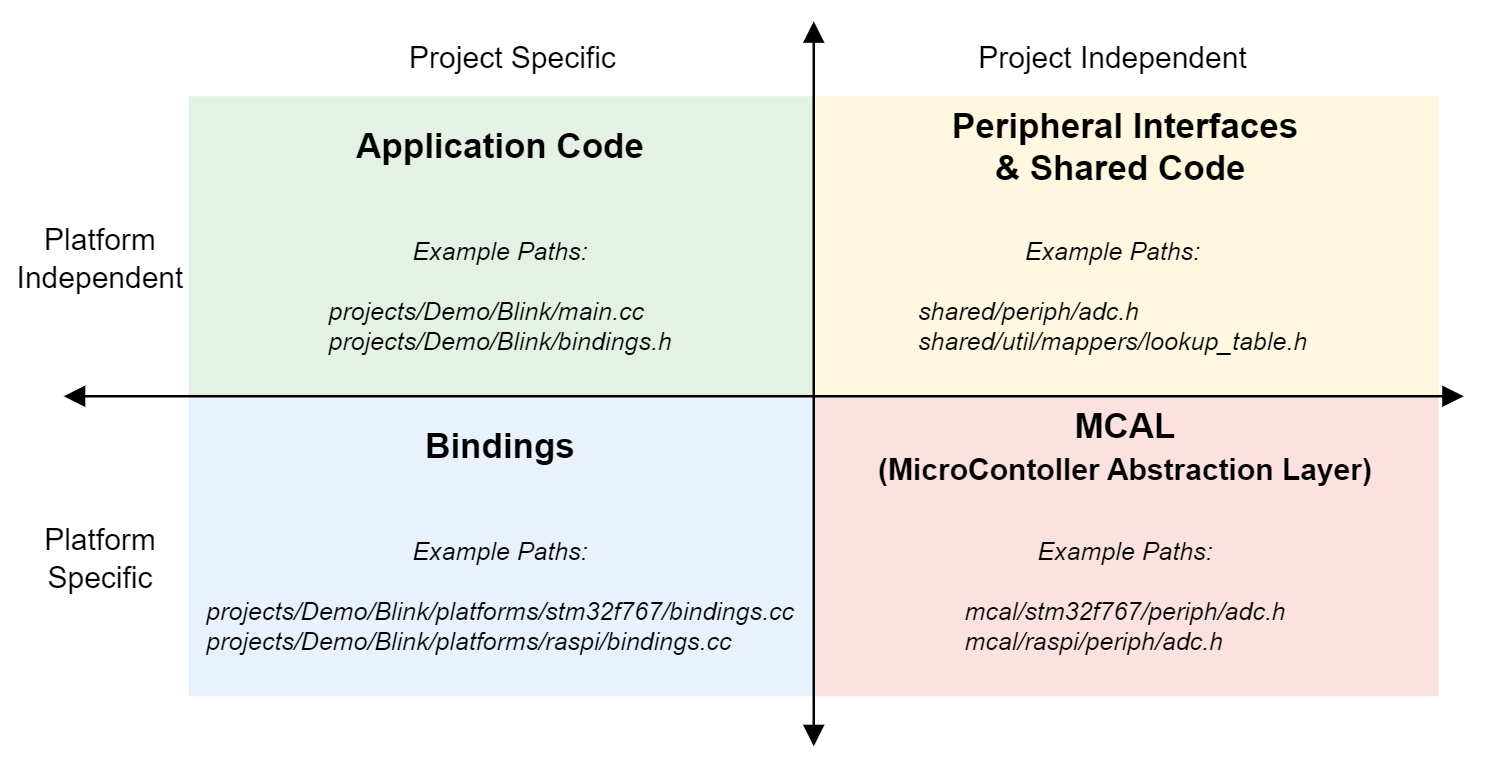 Project Specific
Project Independent
Application Code
Peripheral Interfaces
& Shared Code
Platform
Independent
Example Paths:
projects/Demo/Blink/main.cc
projects/Demo/Blink/bindings.h
Example Paths:
shared/periph/adc.h
shared/util/mappers/lookup_table.h
Bindings
MCAL
(MicroContoller Abstraction Layer)
Platform
Specific
Example Paths:
projects/Demo/Blink/platforms/stm32f767/bindings.cc
projects/Demo/Blink/platforms/raspi/bindings.cc
Example Paths:
mcal/stm32f767/periph/adc.h
mcal/raspi/periph/adc.h